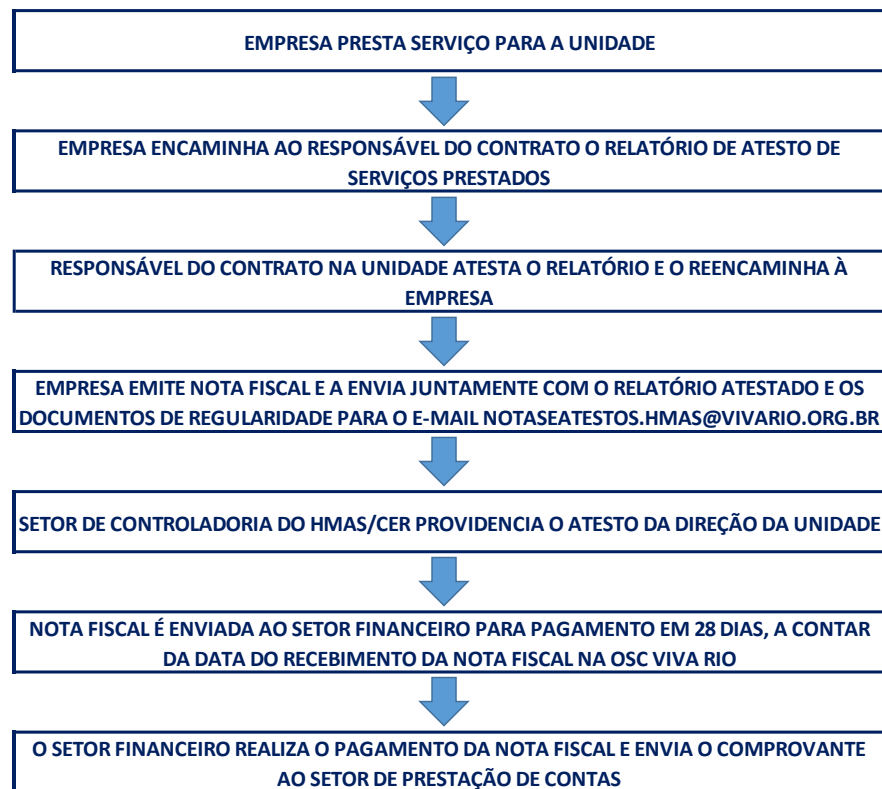 EMPRESA PRESTA SERVIÇO PARA A UNIDADE
EMPRESA ENCAMINHA AO RESPONSÁVEL DO CONTRATO O RELATÓRIO DE ATESTO DE
SERVIÇOS PRESTADOS
RESPONSÁVEL DO CONTRATO NA UNIDADE ATESTA O RELATÓRIO E O REENCAMINHA À
EMPRESA
EMPRESA EMITE NOTA FISCAL E A ENVIA JUNTAMENTE COM O RELATÓRIO ATESTADO E OS
DOCUMENTOS DE REGULARIDADE PARA O E-MAIL NOTASEATESTOS.HMAS@VIVARIO.ORG.BR
SETOR DE CONTROLADORIA DO HMAS/CER PROVIDENCIA O ATESTO DA DIREÇÃO DA UNIDADE
NOTA FISCAL É ENVIADA AO SETOR FINANCEIRO PARA PAGAMENTO EM 28 DIAS, A CONTAR
DA DATA DO RECEBIMENTO DA NOTA FISCAL NA OSC VIVA RIO
O SETOR FINANCEIRO REALIZA O PAGAMENTO DA NOTA FISCAL E ENVIA O COMPROVANTE
AO SETOR DE PRESTAÇÃO DE CONTAS